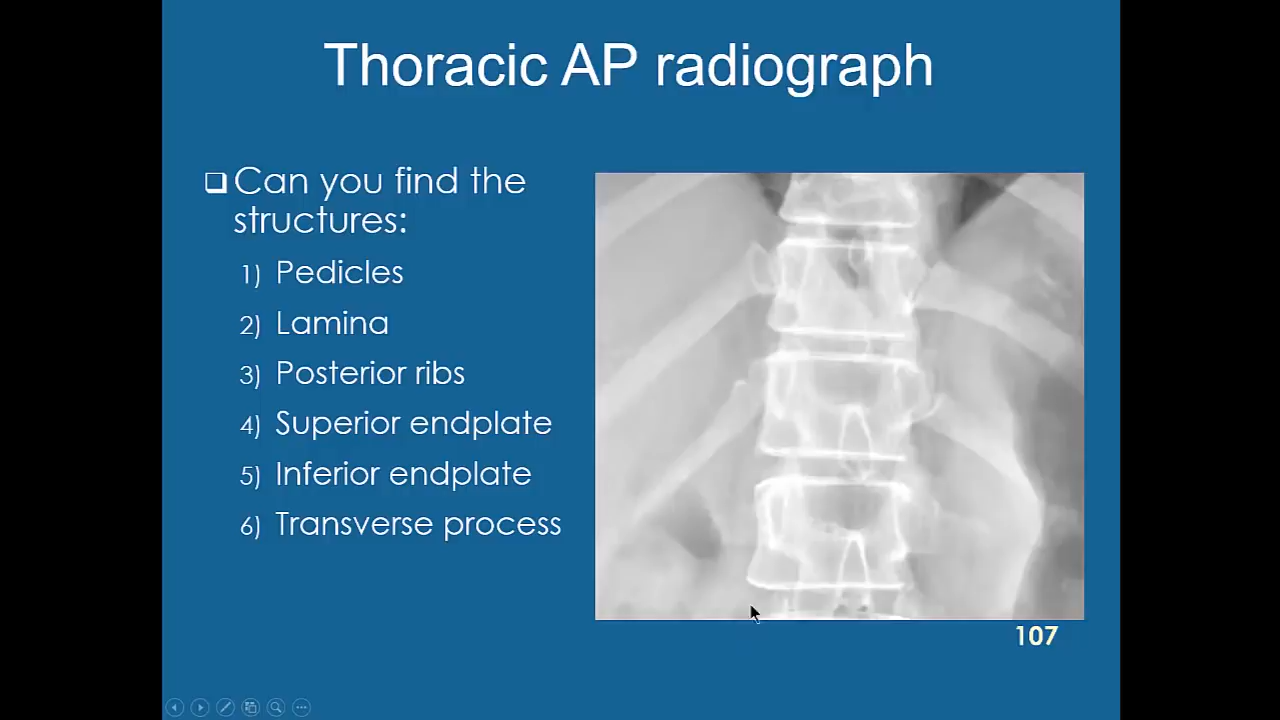 Thoracic AP radiograph
❑ Can you find the
structures:
1) Pedicles
2) Lamina
3) Posterior ribs
4) Superior endplate
5) Inferior endplate
6) Transverse process
107